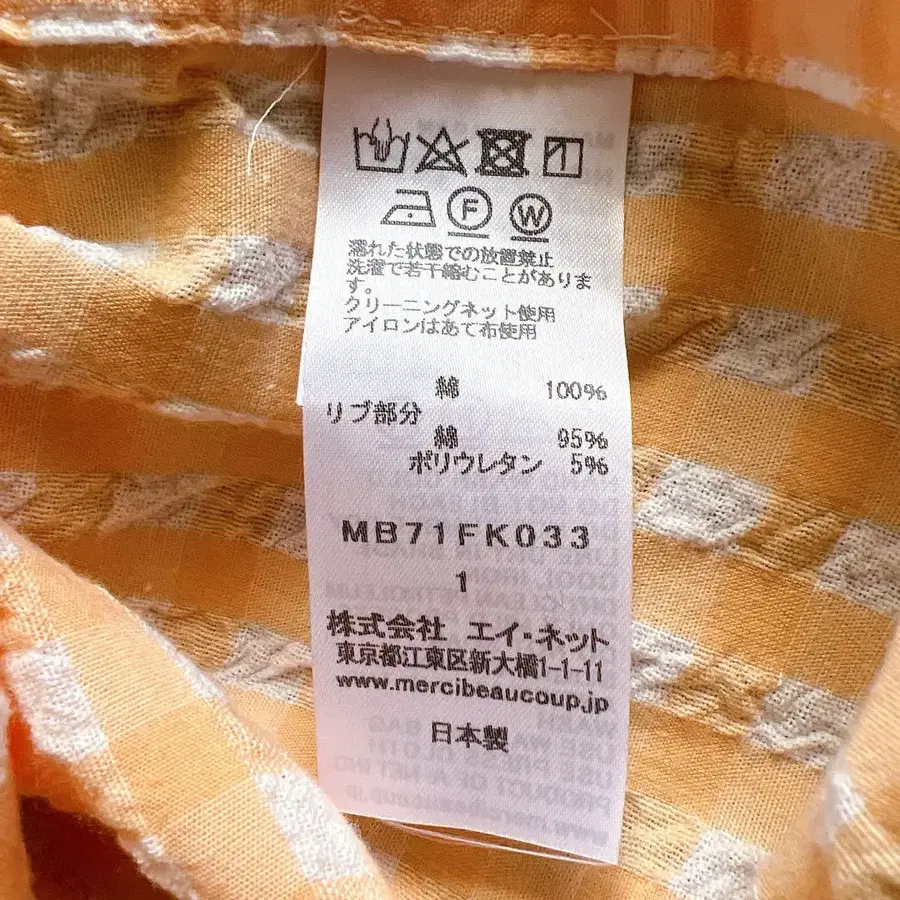 F W
濡れた状態での放置禁止
洗濯で若干縮むことがありま
す。
クリーニングネット使用
アイロンはあて布使用
綿 100%
リブ部分
綿 95%
ポリウレタン 5%
MB71FK033
1
株式会社 エイ・ネット
東京都江東区新大橋1-1-11
www.mercibeaucoup.jp
日本製